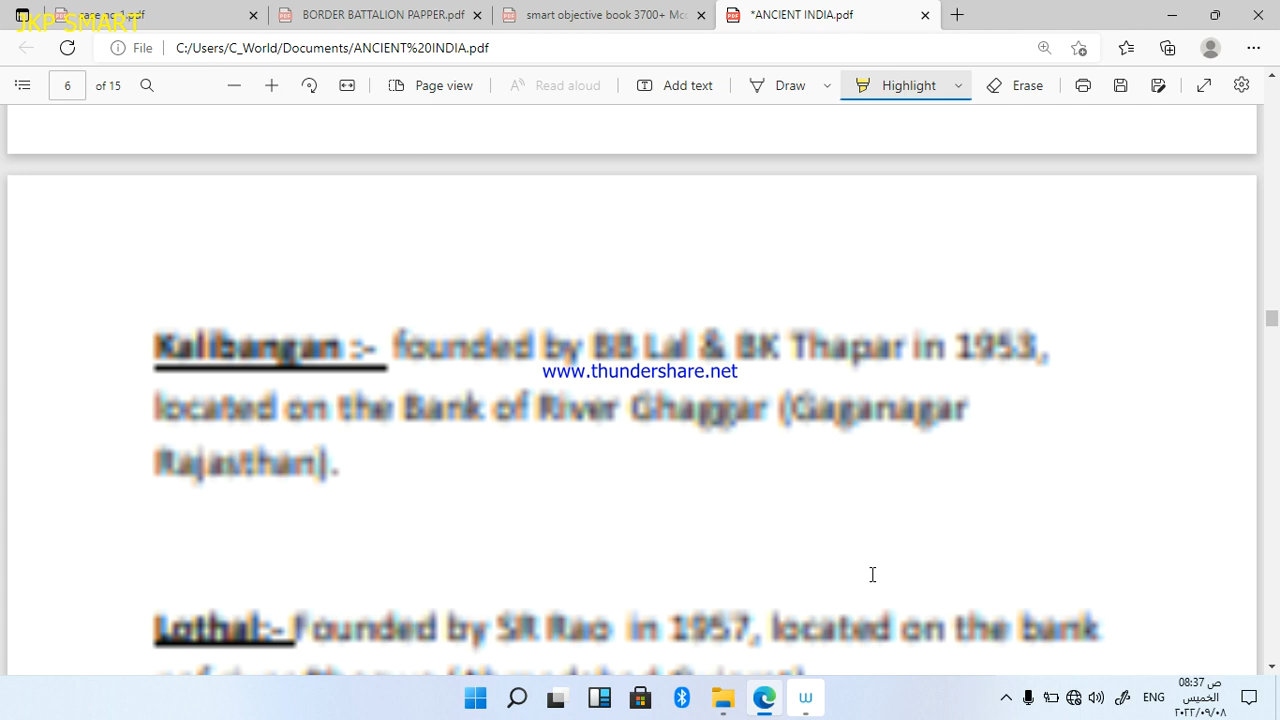 JKP SMART
BORDER BATTALION PAPPER.pdf
smart objective book 3700+ Mc
*ANCIENT INDIA.pdf
File
C:/Users/C_World/Documents/ANCIENT%20INDIA.pdf
6 of 15
Page view
Read aloud
Add text
Draw
Highlight
Erase
Kalibangan :- founded by BB Lal & BK Thapar in 1953,
www.thundershare.net
located on the Bank of River Ghaggar (Gaganagar
Rajasthan).
Lothal:- Founded by SR Rao in 1957, located on the bank
ENG
08:37 ص
الخميس
٢٠٢٢/٠٩/٠٨